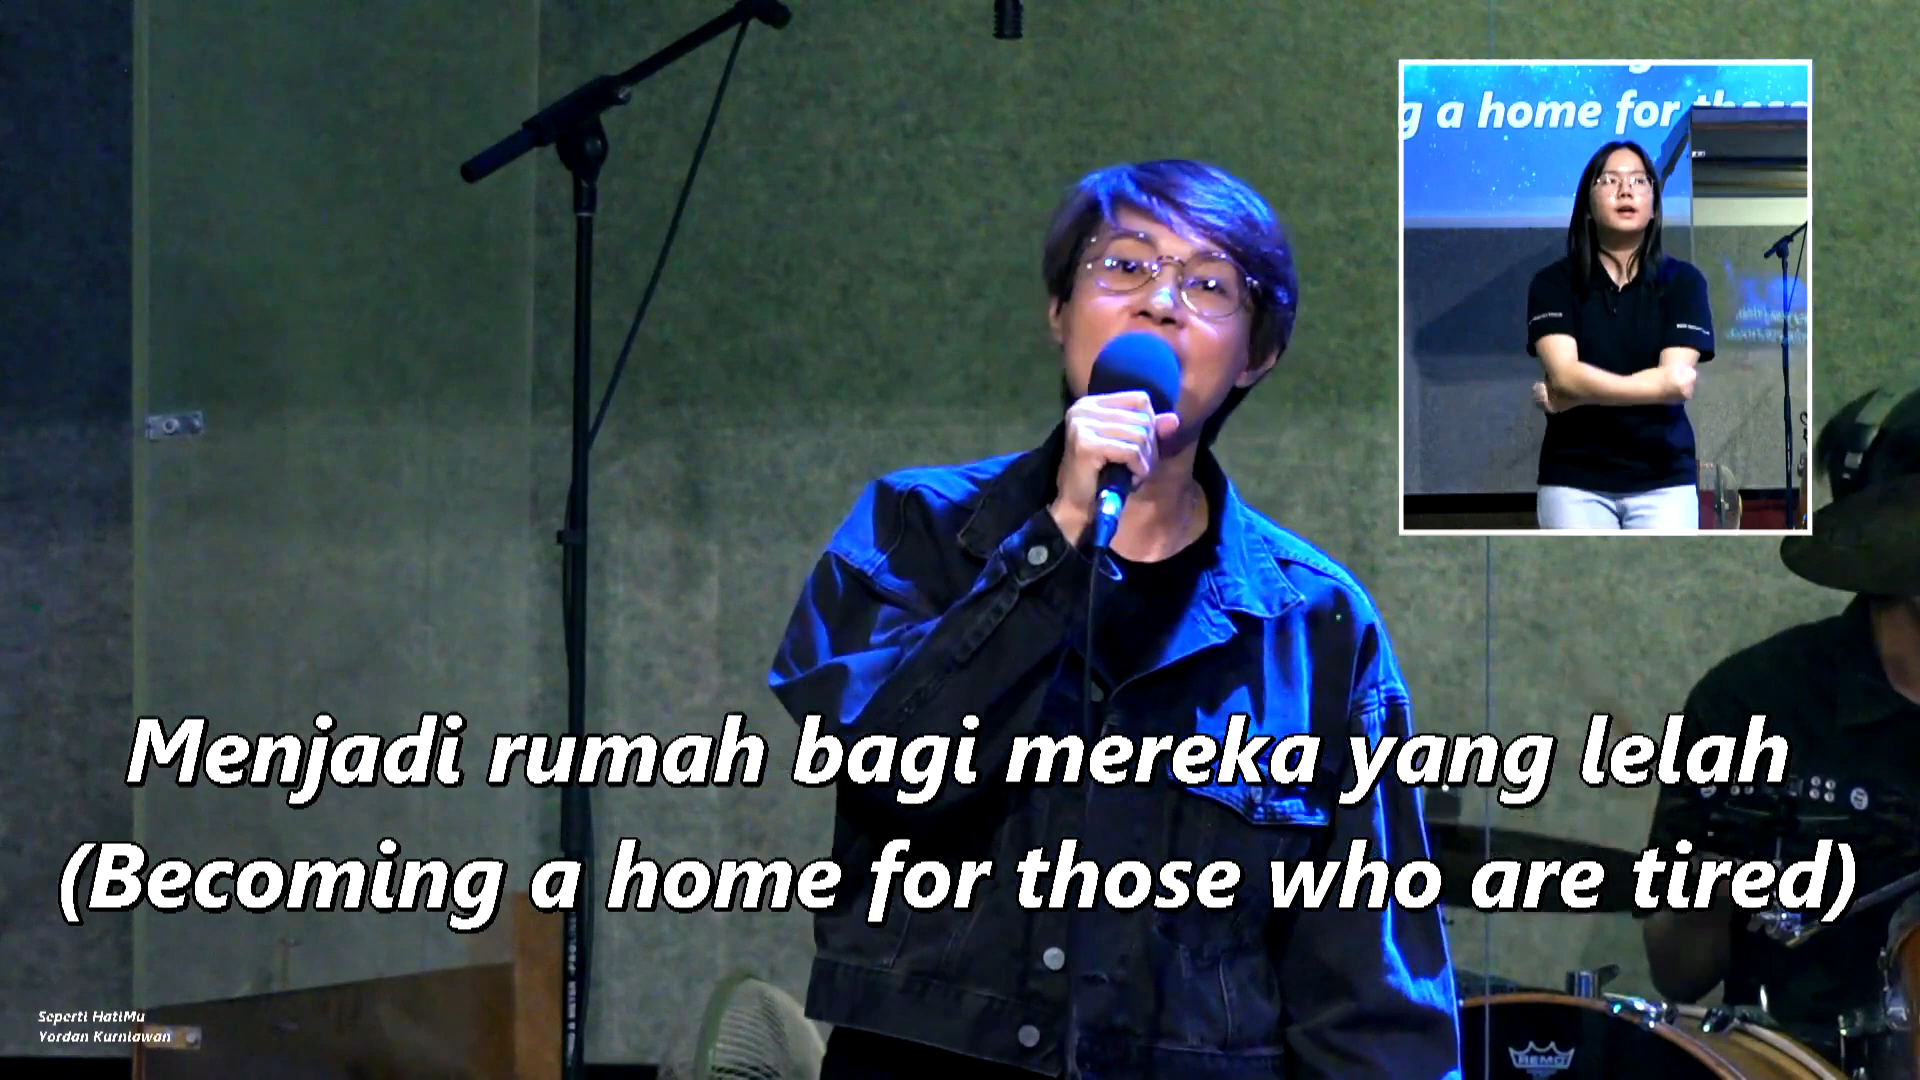 g a home for those
Menjadi rumah bagi mereka yang lelah
(Becoming a home for those who are tired)
Seperti HatiMu
Yordan Kurniawan
REMO